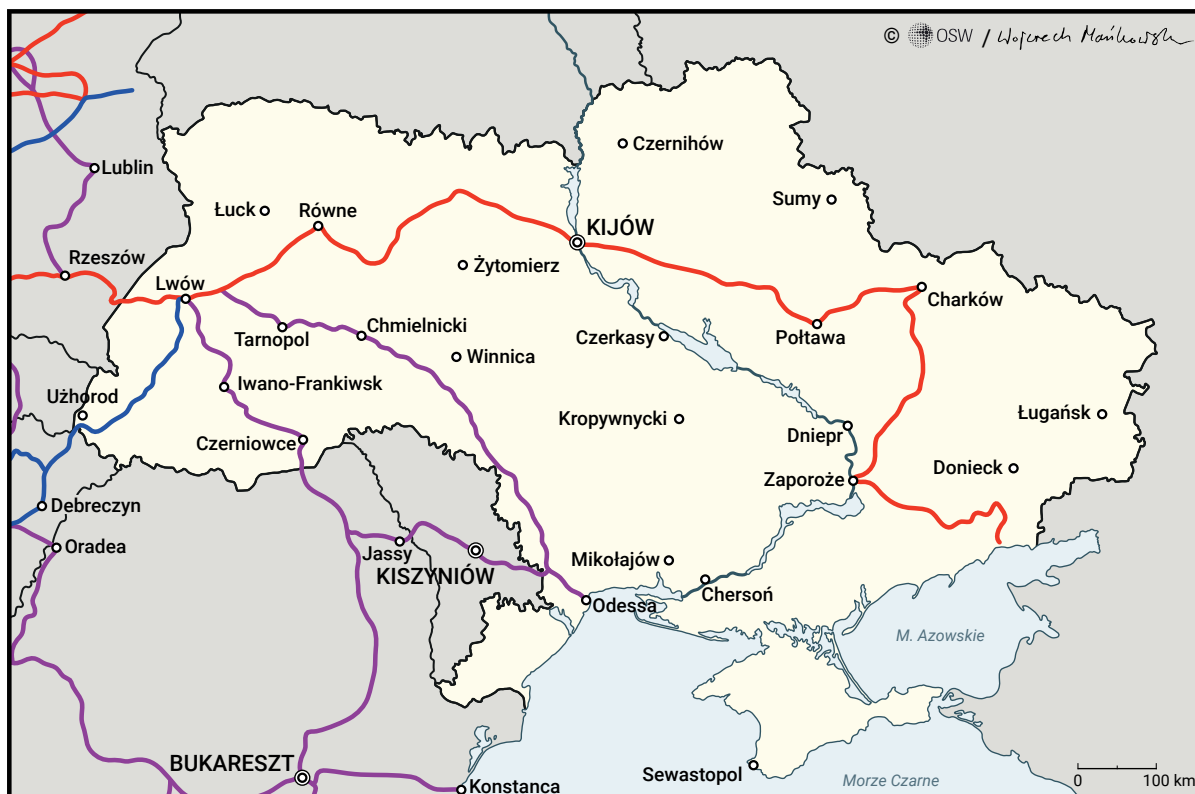 © OSW / Wojciech Mańkowski
Czernihów
Lublin
Sumy
Łuck
Równe
KIJÓW
Rzeszów
Żytomierz
Lwów
Charków
Tarnopol
Chmielnicki
Czerkasy
Połtawa
Winnica
Iwano-Frankiwsk
Użhorod
Kropywnycki
Ługańsk
Czerniowce
Dniepr
Donieck
Zaporoże
Debreczyn
Oradea
Jassy
KISZYNIÓW
Mikołajów
Odessa
Chersoń
M. Azowskie
BUKARESZT
Sewastopol
Konstanca
Morze Czarne
0 100 km